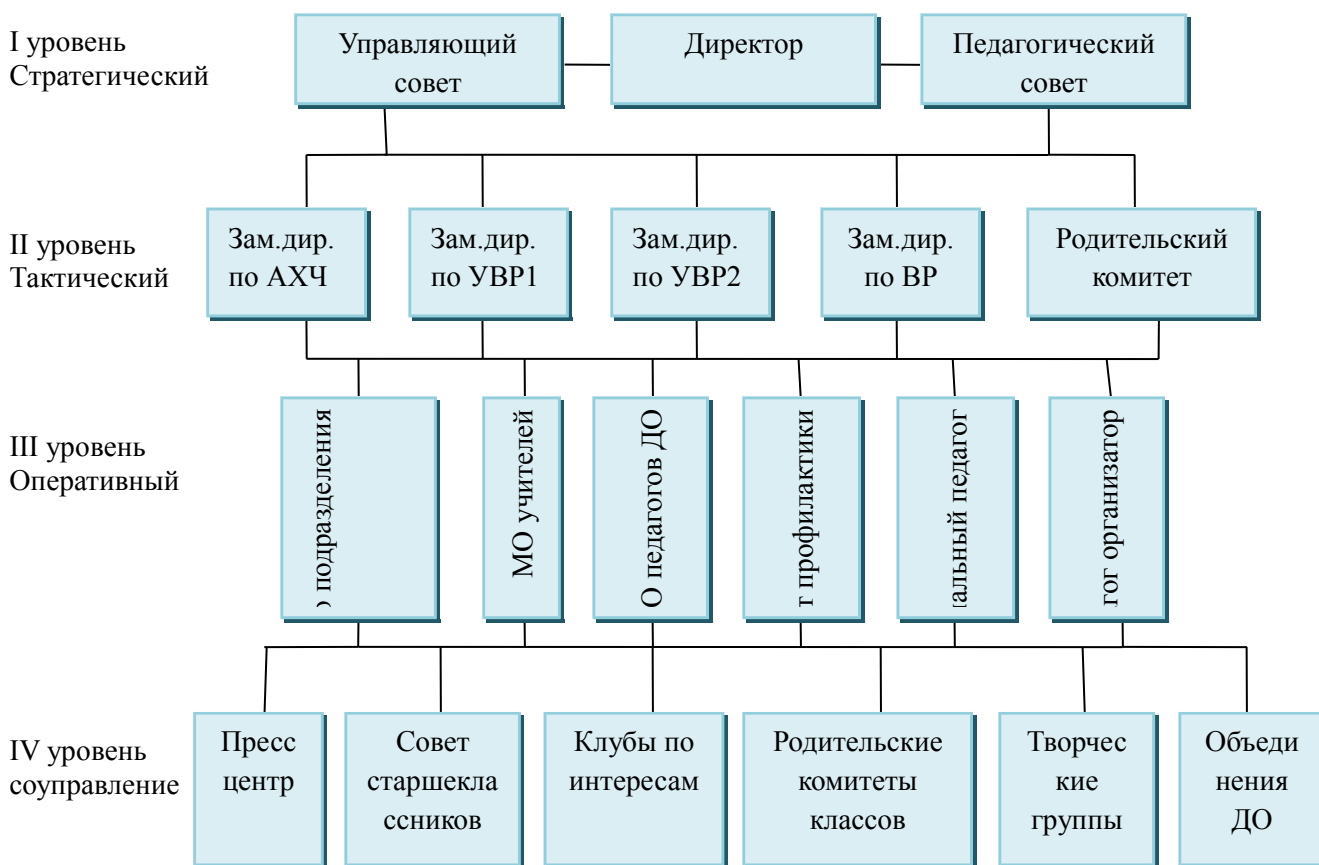 I уровень
Стратегический
Управляющий
совет
Директор
Педагогический
совет
II уровень
Тактический
Зам.дир.
по АХЧ
Зам.дир.
по УВР1
Зам.дир.
по УВР2
Зам.дир.
по ВР
Родительский
комитет
III уровень
Оперативный
подразделения
МО учителей
О педагогов ДО
т профилактики
альный педагог
гог организатор
IV уровень
соуправление
Пресс
центр
Совет
старшекла
ссников
Клубы по
интересам
Родительские
комитеты
классов
Творчес
кие
группы
Объеди
нения
ДО